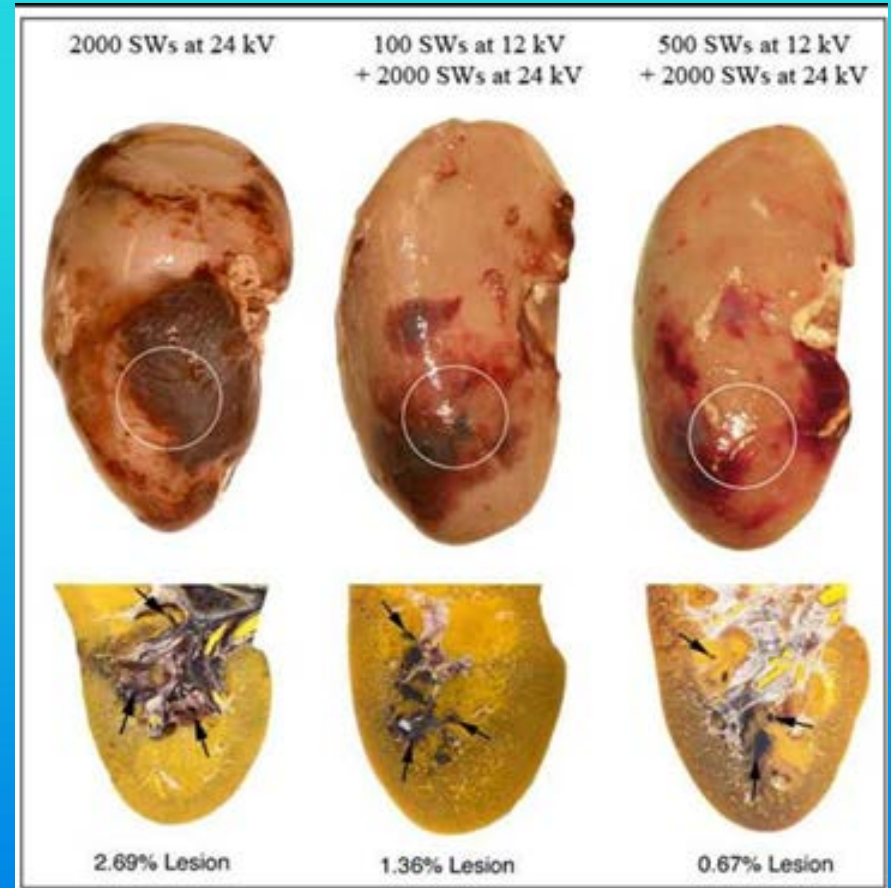 2000 SWs at 24 kV
100 SWs at 12 kV
+ 2000 SWs at 24 kV
500 SWs at 12 kV
+ 2000 SWs at 24 kV
2.69% Lesion
1.36% Lesion
0.67% Lesion